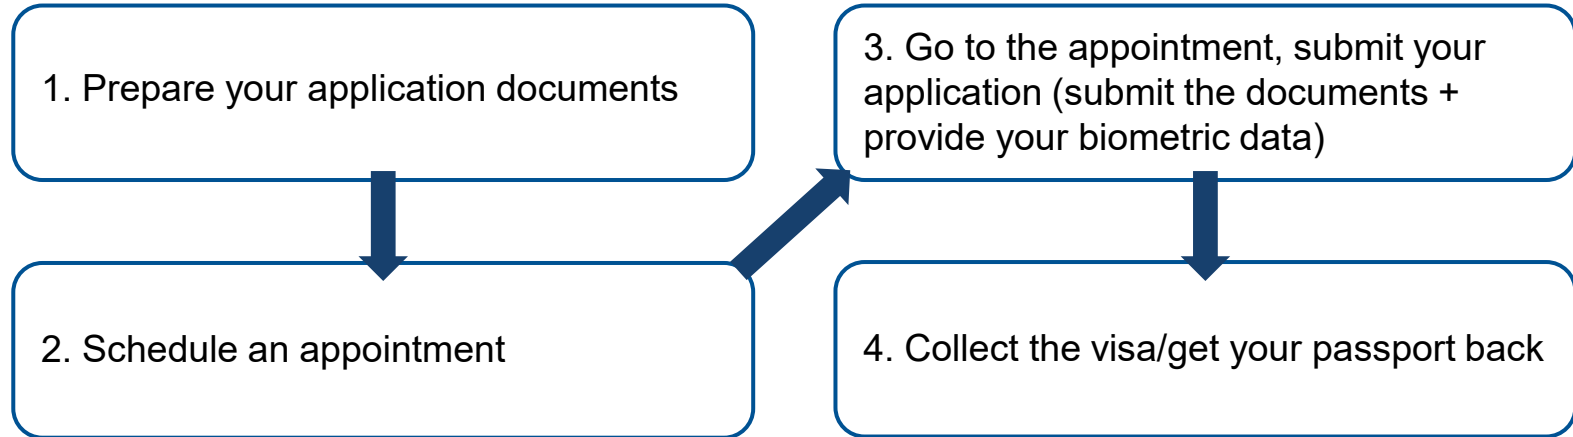 1. Prepare your application documents
2. Schedule an appointment
3. Go to the appointment, submit your
application (submit the documents +
provide your biometric data)
4. Collect the visa/get your passport back